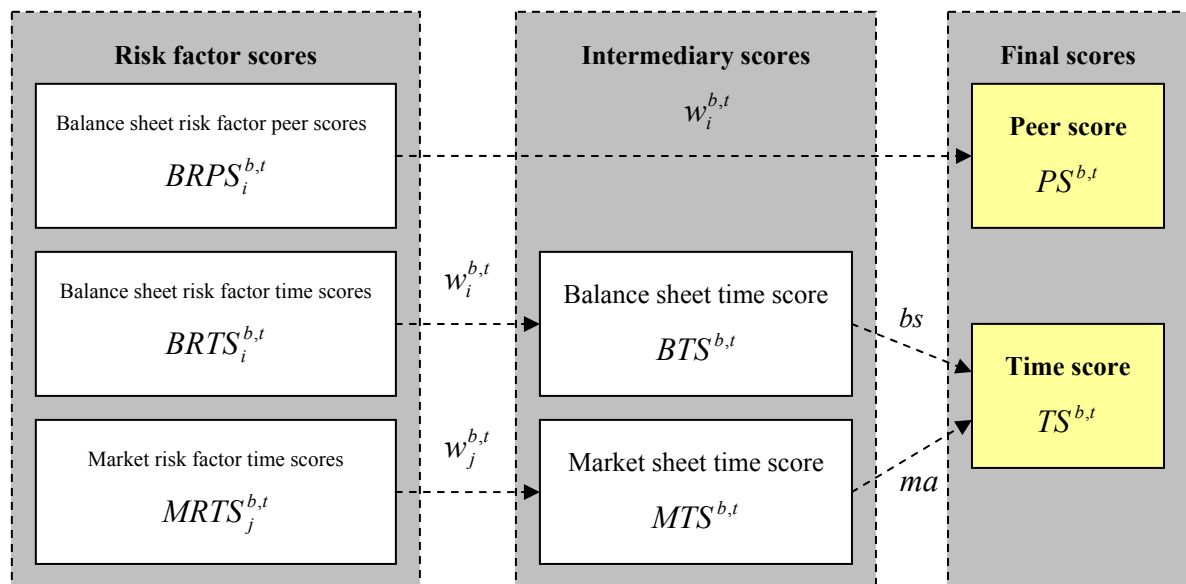 Risk factor scores
Balance sheet risk factor peer scores
BRPS_i^{b,t}
Balance sheet risk factor time scores
BRTS_i^{b,t}
Market risk factor time scores
MRTS_j^{b,t}
w_i^{b,t}
w_j^{b,t}
Intermediary scores
w_i^{b,t}
Balance sheet time score
BTS^{b,t}
Market sheet time score
MTS^{b,t}
bs
ma
Final scores
Peer score
PS^{b,t}
Time score
TS^{b,t}